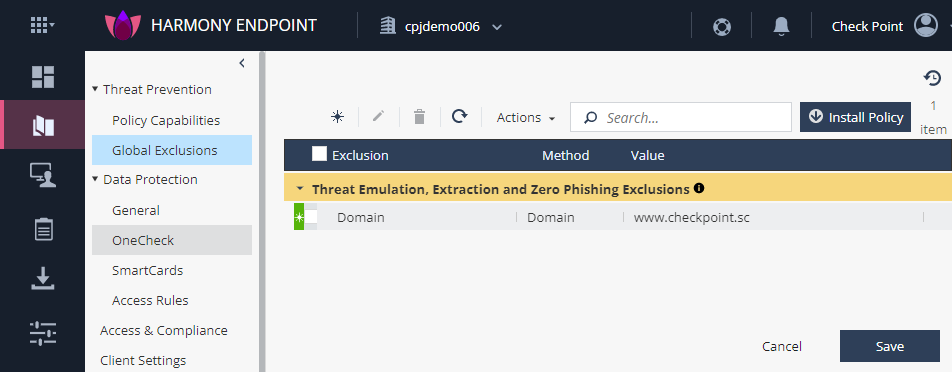 HARMONY ENDPOINT
cpjdemo006
Check Point
Threat Prevention
Policy Capabilities
Global Exclusions
Data Protection
General
OneCheck
SmartCards
Access Rules
Access & Compliance
Client Settings
Actions
Search...
Install Policy
1
item
Exclusion Method Value
Threat Emulation, Extraction and Zero Phishing Exclusions
Domain Domain www.checkpoint.sc
Cancel Save